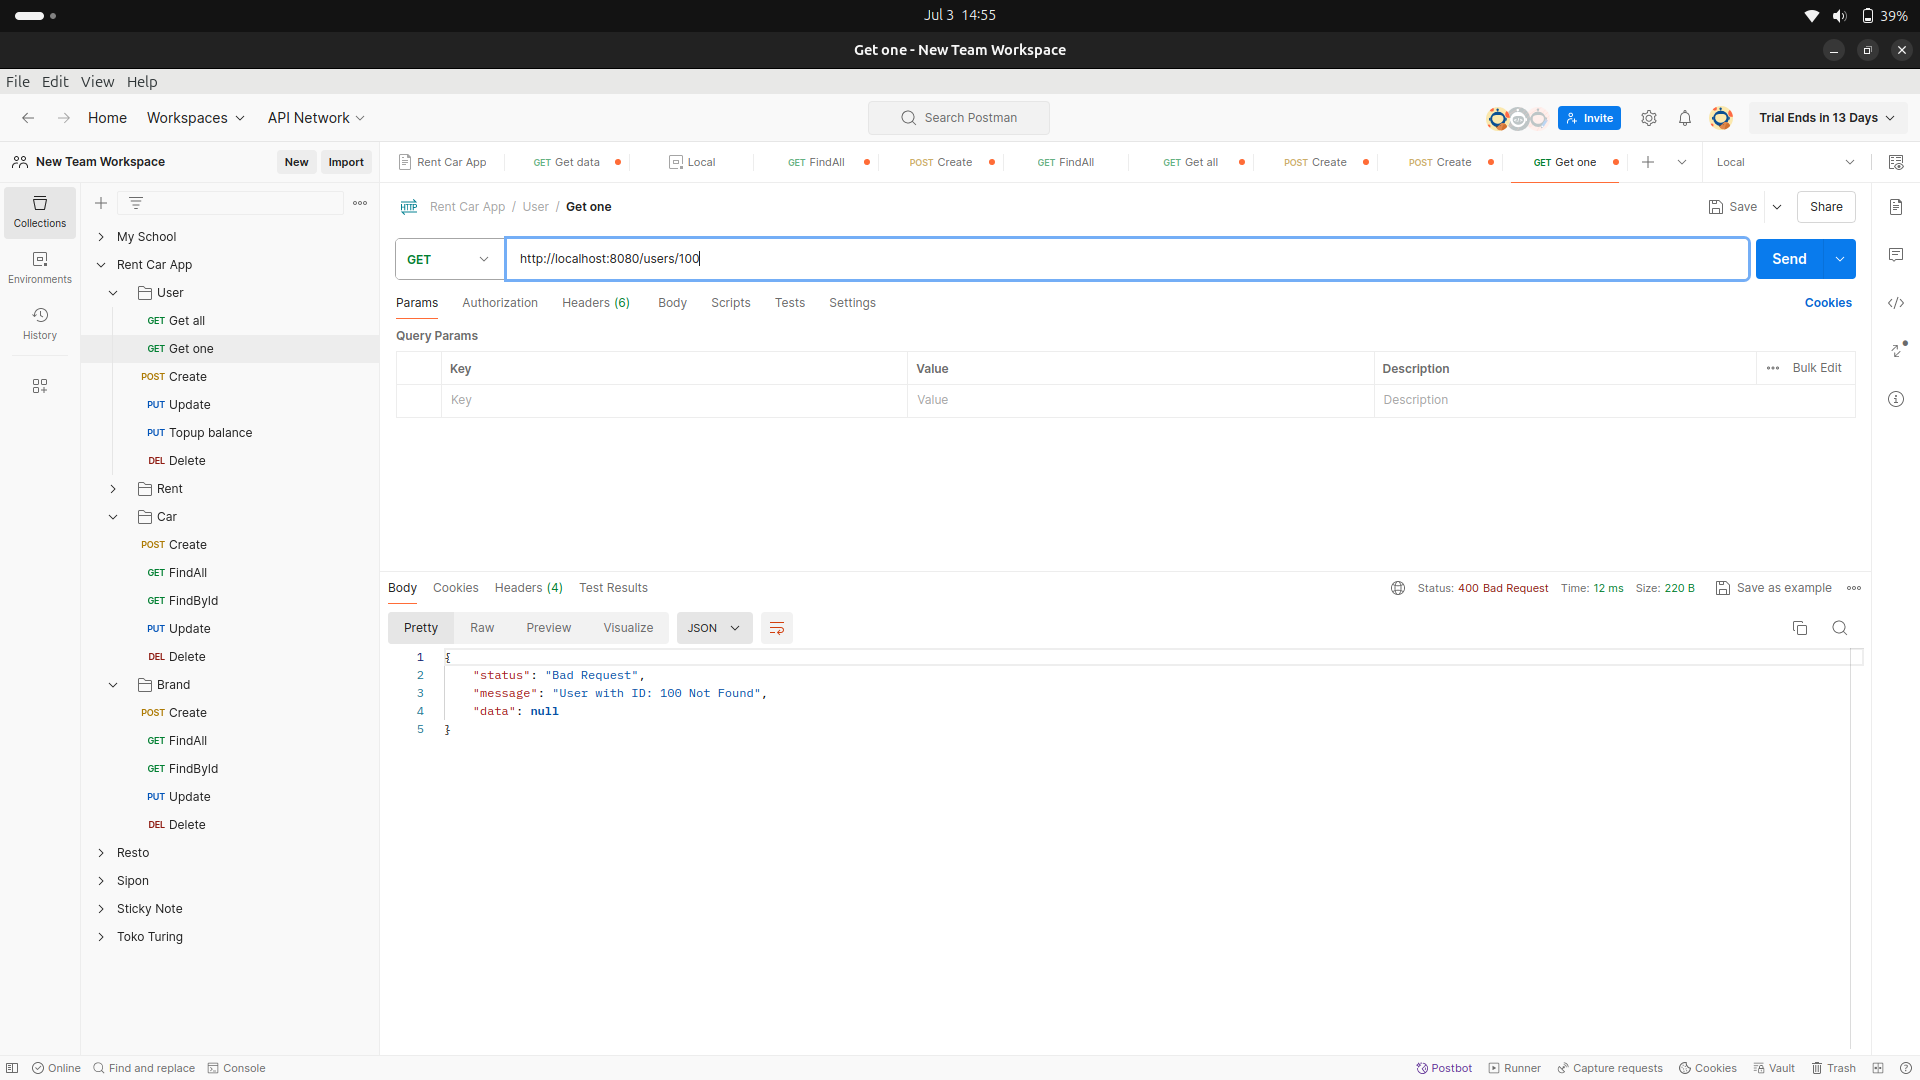 Jul 3 14:55
39%
Get one - New Team Workspace
File Edit View Help
Home Workspaces API Network
Search Postman
Invite
Trial Ends in 13 Days
New Team Workspace
New Import
Rent Car App
GET Get data
Local
GET FindAll
POST Create
GET FindAll
GET Get all
POST Create
POST Create
GET Get one
Local
Collections
Environments
History
My School
Rent Car App
User
GET Get all
GET Get one
POST Create
PUT Update
PUT Topup balance
DEL Delete
Rent
Car
POST Create
GET FindAll
GET FindById
PUT Update
DEL Delete
Brand
POST Create
GET FindAll
GET FindById
PUT Update
DEL Delete
Resto
Sipon
Sticky Note
Toko Turing
HTTP
Rent Car App / User / Get one
Save
Share
GET
http://localhost:8080/users/100
Send
Params Authorization Headers (6) Body Scripts Tests Settings
Cookies
Query Params
Key Value Description Bulk Edit
Key Value Description
Body Cookies Headers (4) Test Results
Status: 400 Bad Request Time: 12 ms Size: 220 B
Save as example
Pretty Raw Preview Visualize
JSON
1 {
2 "status": "Bad Request",
3 "message": "User with ID: 100 Not Found",
4 "data": null
5 }
Online Find and replace Console
Postbot Runner Capture requests Cookies Vault Trash